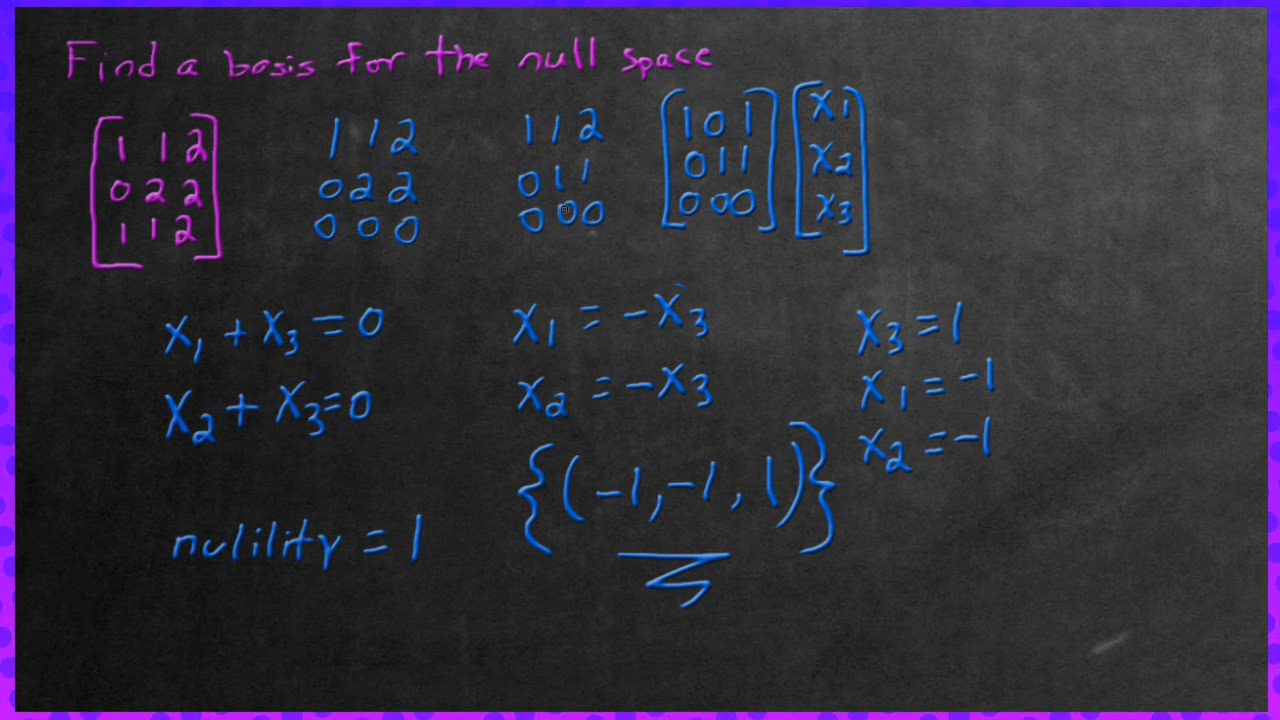 Find a basis for the null space
1 1 2 1 1 2 1 1 2 1 0 1 x1
0 2 2 0 2 2 0 1 1 0 1 1 x2
1 1 2 0 0 0 0 0 0 0 0 0 x3
x1 + x3 = 0 x1 = -x3 x3 = 1
x2 + x3 = 0 x2 = -x3 x1 = -1
x2 = -1
{(-1, -1, 1)}
nulility = 1